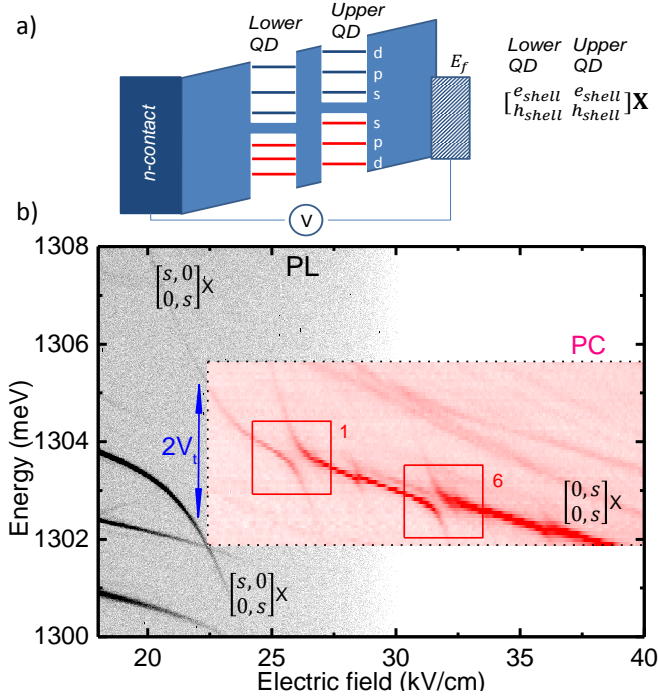 a)
Lower QD
Upper QD
d
p
s
s
p
d
n-contact
E_f
V
Lower QD
Upper QD
[e_shell e_shell
h_shell h_shell]X
b)
PL
[s, 0
0, s]X
PC
2V_t
1
6
[0, s
0, s]X
[s, 0
0, s]X
Energy (meV)
1308
1306
1304
1302
1300
20
25
30
35
40
Electric field (kV/cm)